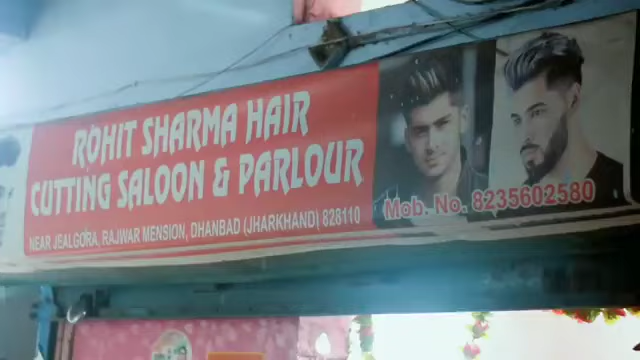 ROHIT SHARMA HAIR
CUTTING SALOON & PARLOUR
NEAR JEALGORA, RAJWAR MENSION, DHANBAD (JHARKHAND) 828110
Mob. No. 8235602580